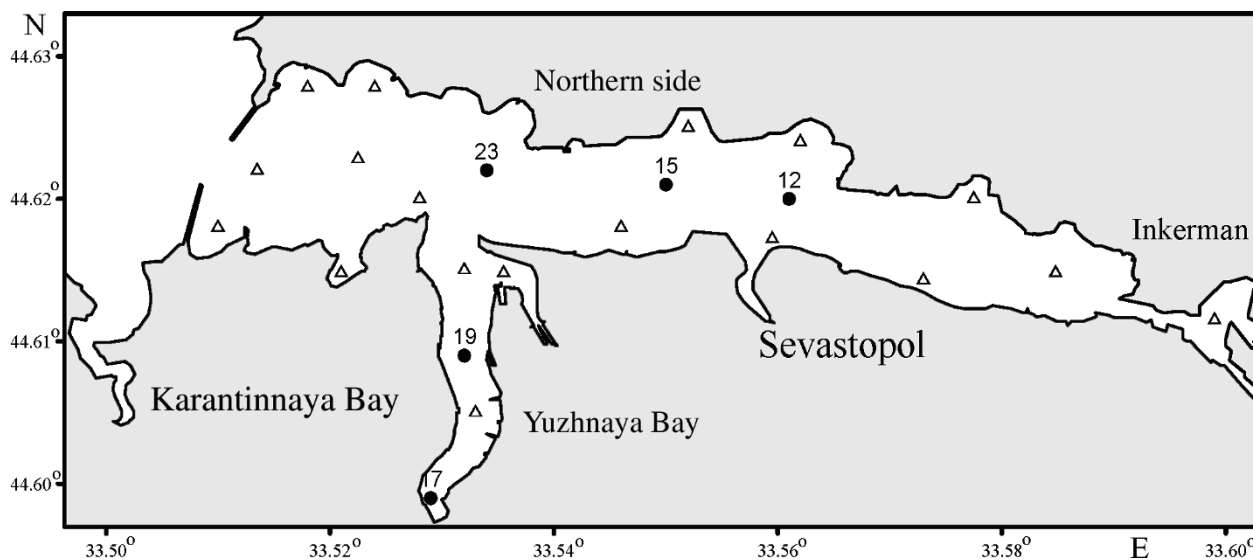 N
44.63°
Northern side
23
15
12
44.62°
Inkerman
19
44.61°
Sevastopol
Karantinnaya Bay
Yuzhnaya Bay
17
44.60°
33.50°
33.52°
33.54°
33.56°
33.58°
E
33.60°